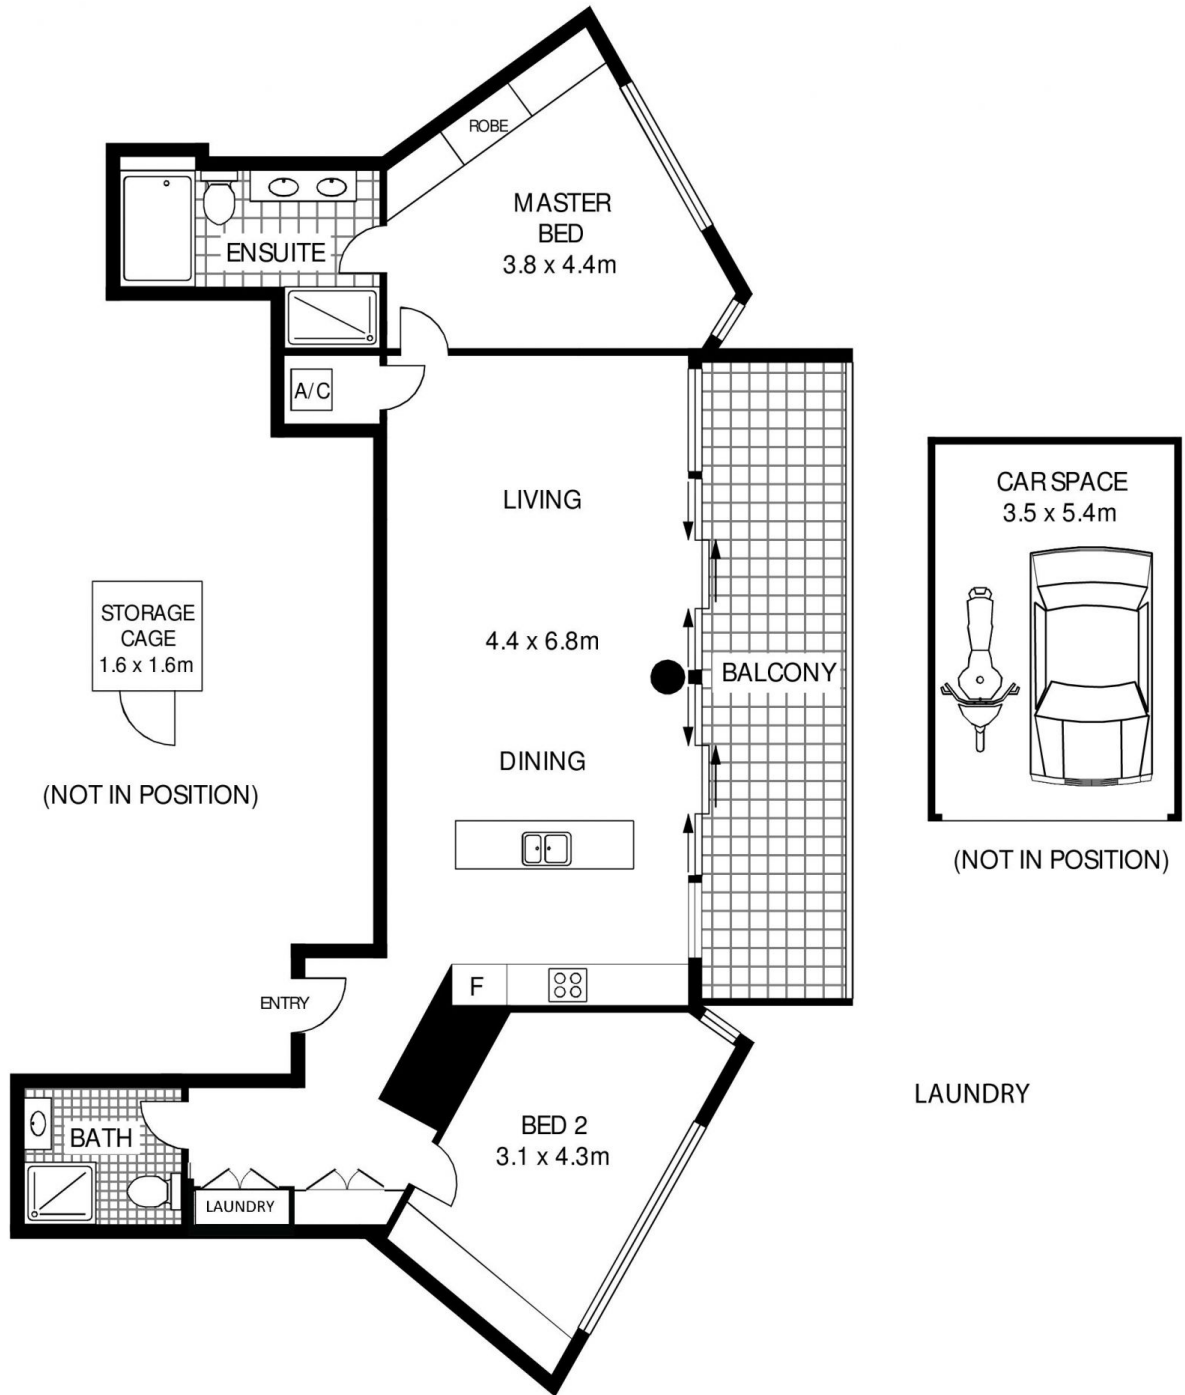 ROBE
MASTER
BED
3.8 x 4.4m
ENSUITE
A/C
LIVING
CAR SPACE
3.5 x 5.4m
STORAGE
CAGE
1.6 x 1.6m
4.4 x 6.8m
BALCONY
DINING
(NOT IN POSITION)
(NOT IN POSITION)
F
ENTRY
LAUNDRY
BATH
BED 2
3.1 x 4.3m
LAUNDRY